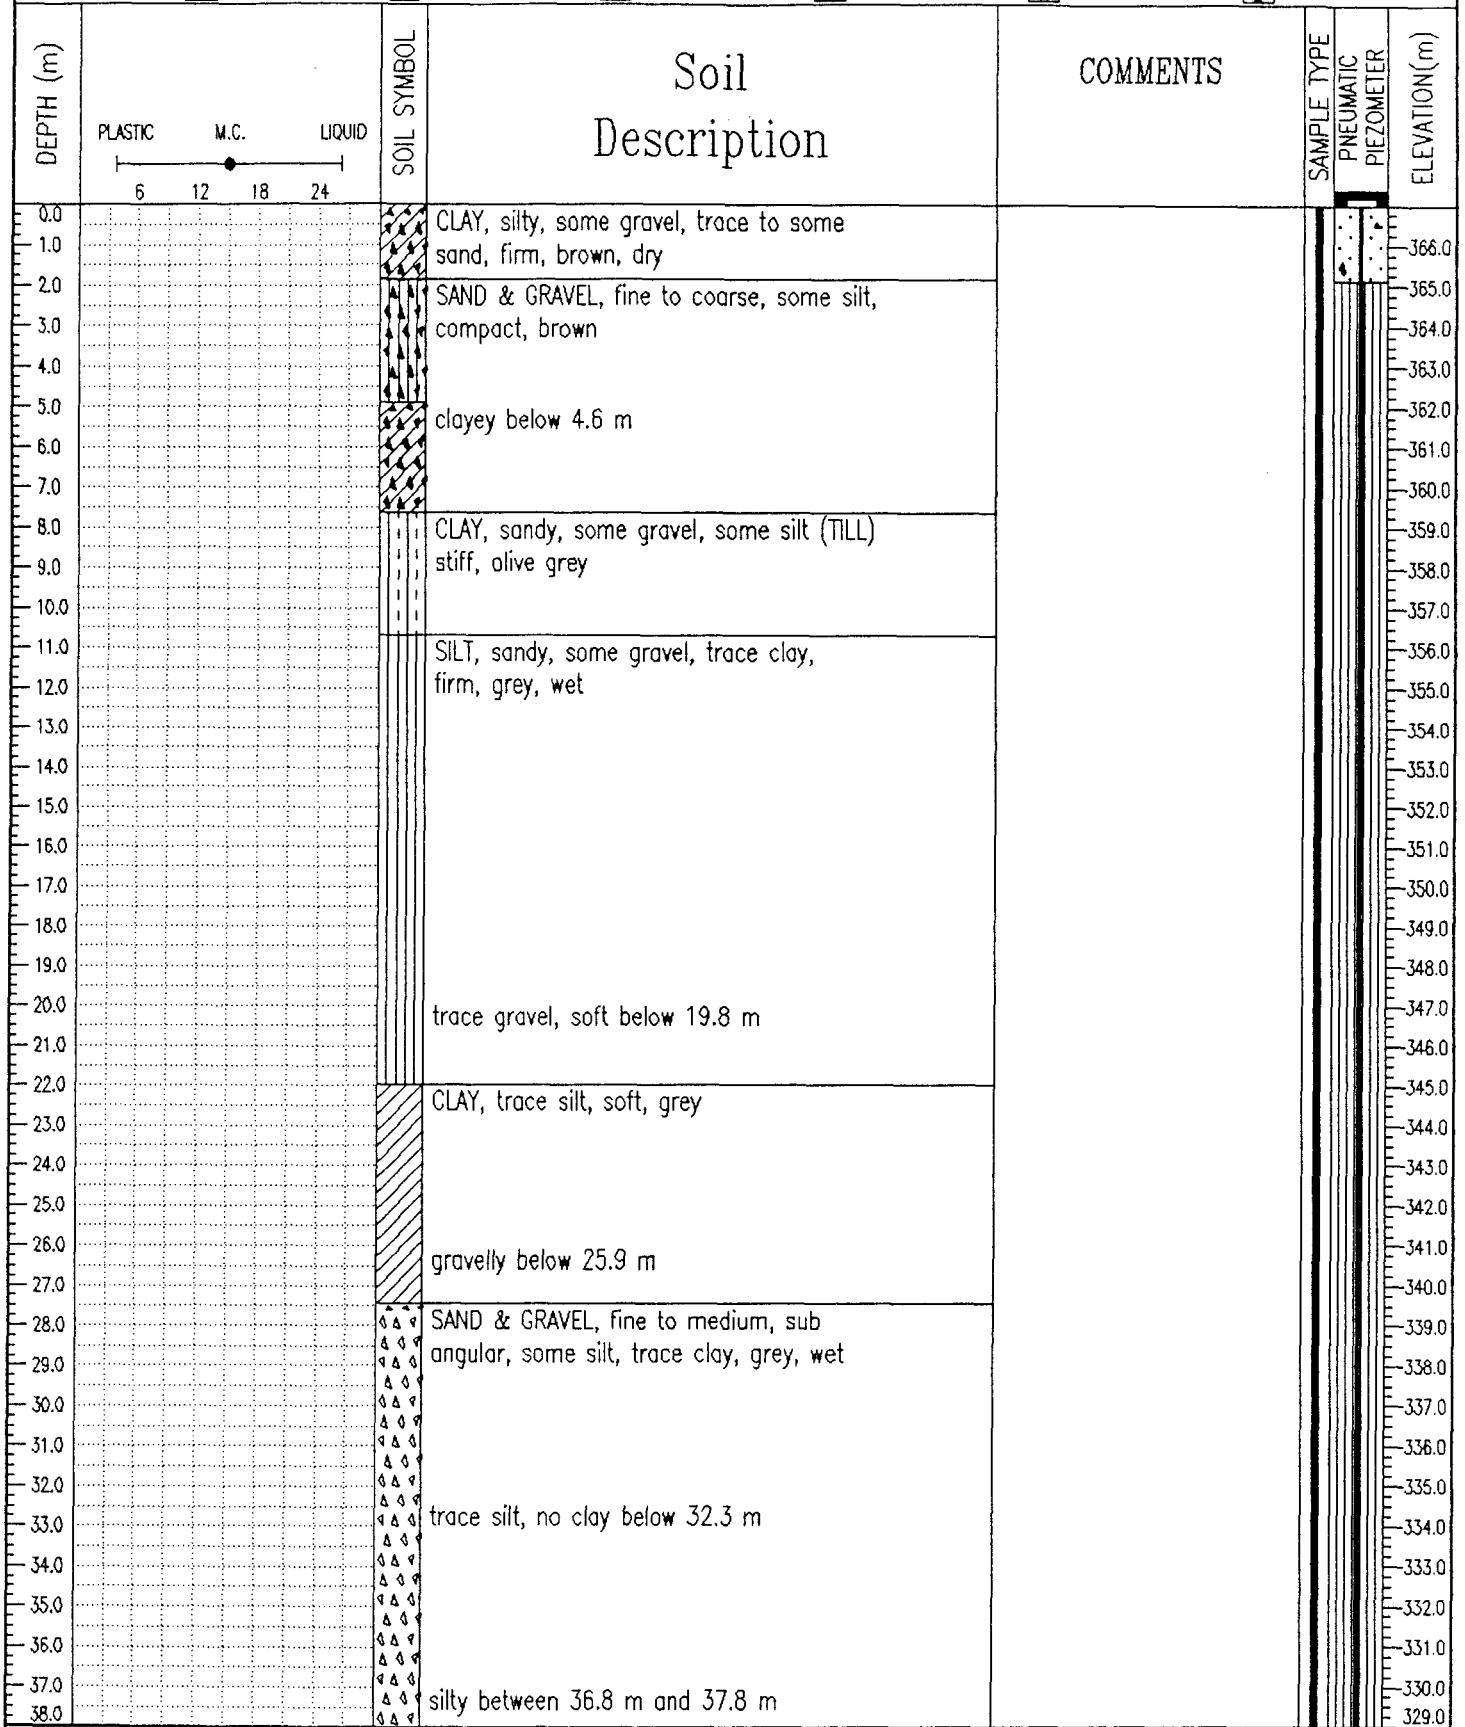 DEPTH (m)
PLASTIC M.C. LIQUID
6 12 18 24
SOIL SYMBOL
Soil
Description
COMMENTS
SAMPLE TYPE
PNEUMATIC
PIEZOMETER
ELEVATION(m)
0.0
1.0
2.0
3.0
4.0
5.0
6.0
7.0
8.0
9.0
10.0
11.0
12.0
13.0
14.0
15.0
16.0
17.0
18.0
19.0
20.0
21.0
22.0
23.0
24.0
25.0
26.0
27.0
28.0
29.0
30.0
31.0
32.0
33.0
34.0
35.0
36.0
37.0
38.0
CLAY, silty, some gravel, trace to some
sand, firm, brown, dry
SAND & GRAVEL, fine to coarse, some silt,
compact, brown
clayey below 4.6 m
CLAY, sandy, some gravel, some silt (TILL)
stiff, olive grey
SILT, sandy, some gravel, trace clay,
firm, grey, wet
trace gravel, soft below 19.8 m
CLAY, trace silt, soft, grey
gravelly below 25.9 m
SAND & GRAVEL, fine to medium, sub
angular, some silt, trace clay, grey, wet
trace silt, no clay below 32.3 m
silty between 36.8 m and 37.8 m
366.0
365.0
364.0
363.0
362.0
361.0
360.0
359.0
358.0
357.0
356.0
355.0
354.0
353.0
352.0
351.0
350.0
349.0
348.0
347.0
346.0
345.0
344.0
343.0
342.0
341.0
340.0
339.0
338.0
337.0
336.0
335.0
334.0
333.0
332.0
331.0
330.0
329.0